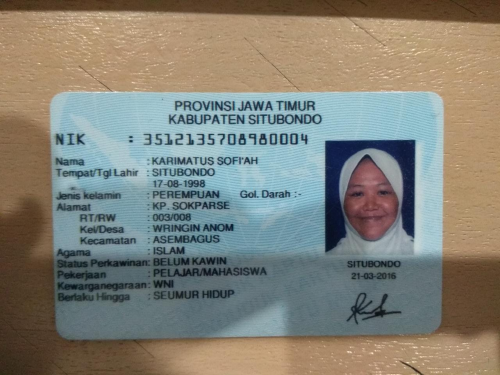 PROVINSI JAWA TIMUR
KABUPATEN SITUBONDO
NIK : 3512135708980004
Nama : KARIMATUS SOFI'AH
Tempat/Tgl Lahir : SITUBONDO
17-08-1998
Jenis kelamin : PEREMPUAN Gol. Darah :-
Alamat : KP. SOKPARSE
RT/RW : 003/008
Kel/Desa : WRINGIN ANOM
Kecamatan : ASEMBAGUS
Agama : ISLAM
Status Perkawinan: BELUM KAWIN
Pekerjaan : PELAJAR/MAHASISWA
Kewarganegaraan: WNI
Berlaku Hingga : SEUMUR HIDUP
SITUBONDO
21-03-2016